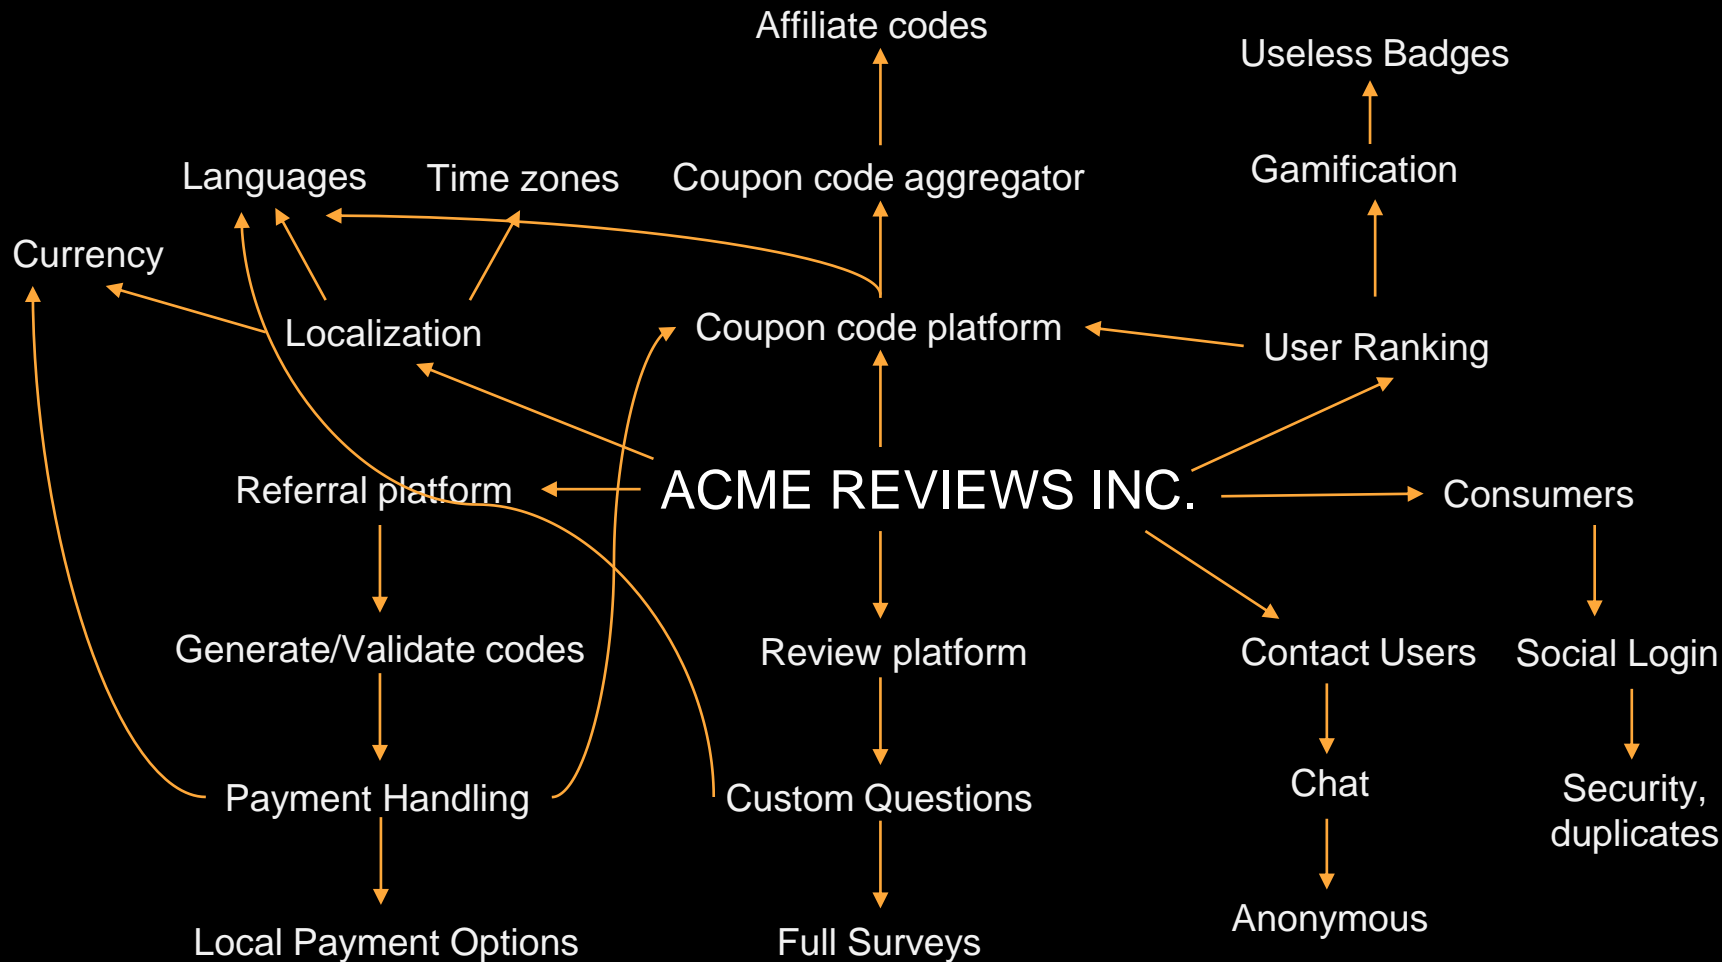 Affiliate codes
Useless Badges
Languages
Time zones
Coupon code aggregator
Gamification
Currency
Localization
Coupon code platform
User Ranking
Referral platform
ACME REVIEWS INC.
Consumers
Generate/Validate codes
Review platform
Contact Users
Social Login
Payment Handling
Custom Questions
Chat
Security,
duplicates
Local Payment Options
Full Surveys
Anonymous